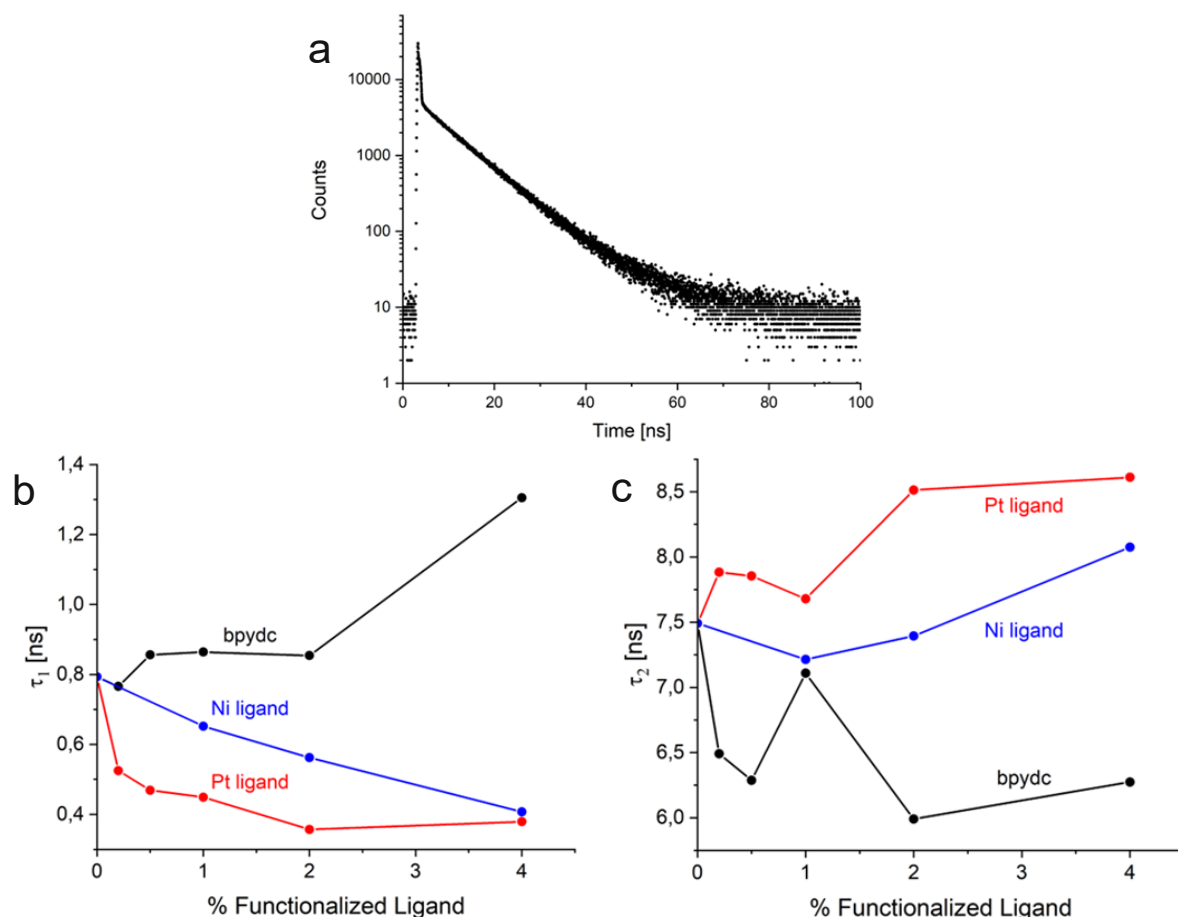 a
10000
1000
100
10
1
Counts
0 20 40 60 80 100
Time [ns]
b
1,4
1,2
1,0
0,8
0,6
0,4
τ1 [ns]
bpydc
Ni ligand
Pt ligand
0 1 2 3 4
% Functionalized Ligand
c
8,5
8,0
7,5
7,0
6,5
6,0
τ2 [ns]
Pt ligand
Ni ligand
bpydc
0 1 2 3 4
% Functionalized Ligand